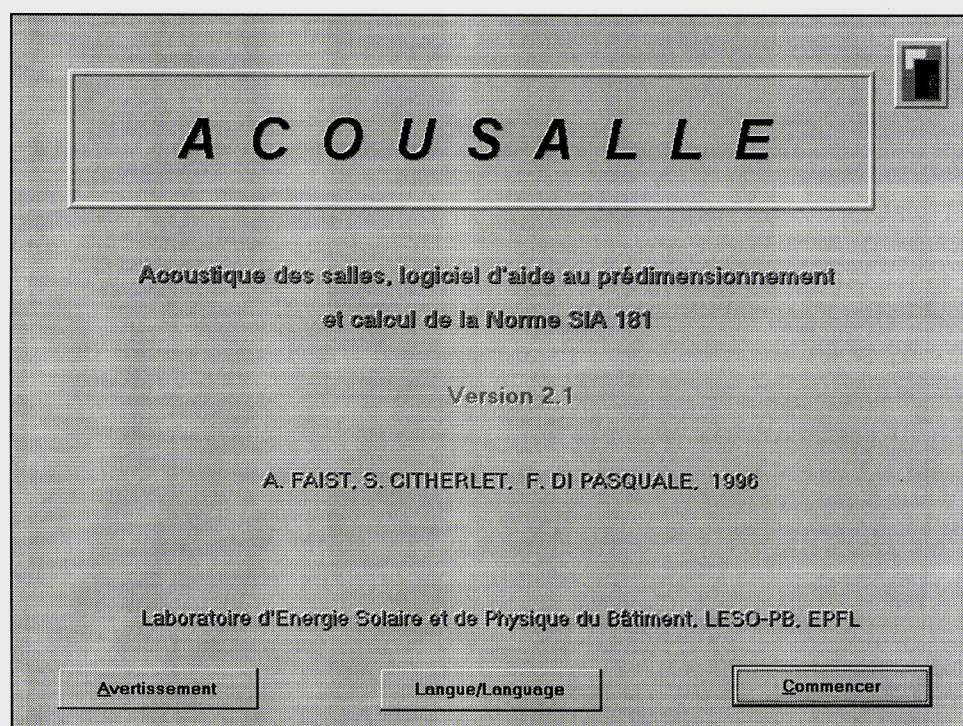 ACOUSALLE
Acoustique des salles, logiciel d'aide au prédimensionnement
et calcul de la Norme SIA 181
Version 2.1
A. FAIST, S. CITHERLET, F. DI PASQUALE, 1996
Laboratoire d'Energie Solaire et de Physique du Bâtiment, LESO-PB, EPFL
Avertissement
Langue/Language
Commencer